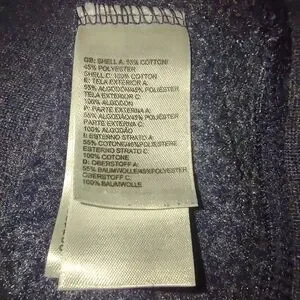 GB: SHELL A: 55% COTTON/
45% POLYESTER
SHELL C: 100% COTTON
E: TELA EXTERIOR A:
55% ALGODÓN/45% POLIÉSTER
TELA EXTERIOR C:
100% ALGODÓN
P: PARTE EXTERNA A:
55% ALGODÃO/45% POLIÉSTER
PARTE EXTERNA C:
100% ALGODÃO
I: ESTERNO STRATO A:
55% COTONE/45% POLIESTERE
ESTERNO STRATO C:
100% COTONE
D: OBERSTOFF A:
55% BAUMWOLLE/45%POLYESTER
OBERSTOFF C:
100% BAUMWOLLE